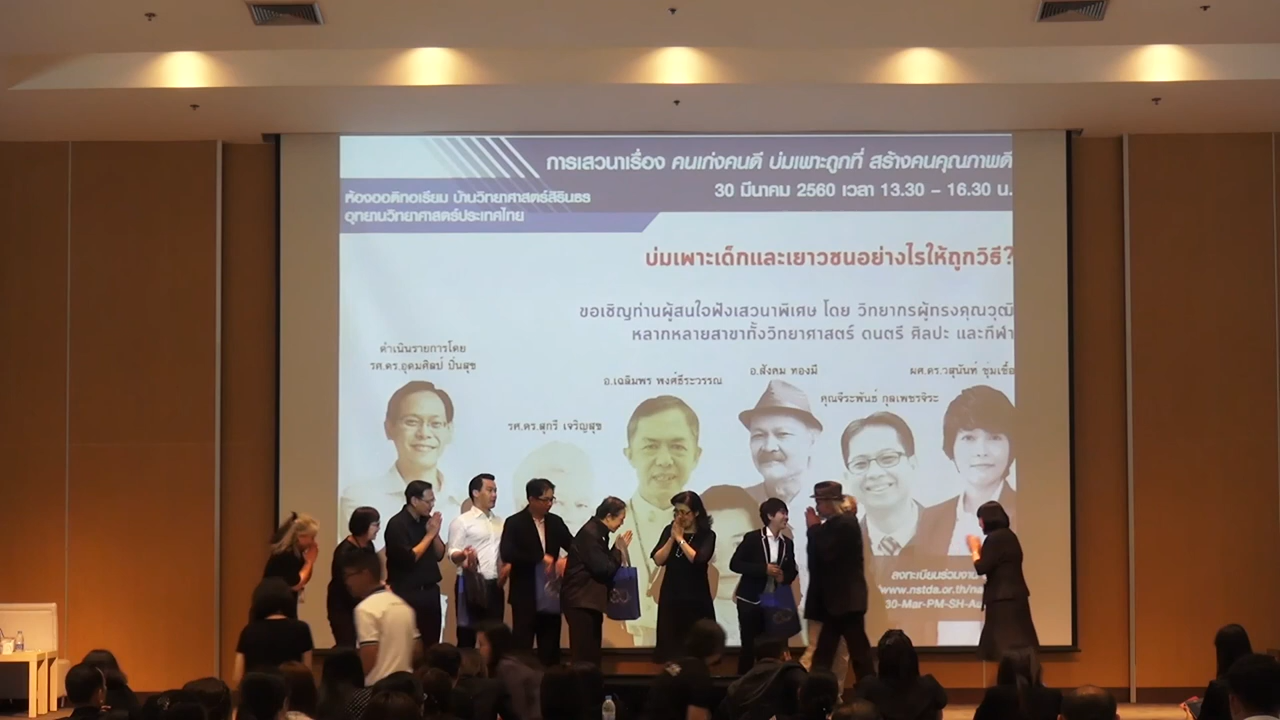 การเสวนาเรื่อง คนเก่งคนดี บ่มเพาะถูกที่ สร้างคนคุณภาพดี
30 มีนาคม 2560 เวลา 13.30 - 16.30 น.
ห้องออดิทอเรียม บ้านวิทยาศาสตร์สิรินธร
อุทยานวิทยาศาสตร์ประเทศไทย
บ่มเพาะเด็กและเยาวชนอย่างไรให้ถูกวิธี?
ขอเชิญท่านผู้สนใจฟังเสวนาพิเศษ โดย วิทยากรผู้ทรงคุณวุฒิ
หลากหลายสาขาทั้งวิทยาศาสตร์ ดนตรี ศิลปะ และกีฬา
ดำเนินรายการโดย
รศ.ดร.อุดมศิลป์ ปิ่นสุข
รศ.ดร.สุกรี เจริญสุข
อ.เฉลิมพร พงศ์ธีระวรรณ
อ.สังคม ทองมี
คุณจีระพันธ์ กุลเพชรจิระ
ผศ.ดร.วสุนันท์ ชุ่มเชื้อ
ลงทะเบียนร่วมงาน
/www.nstda.or.th/na
30-Mar-PM-SH-Au